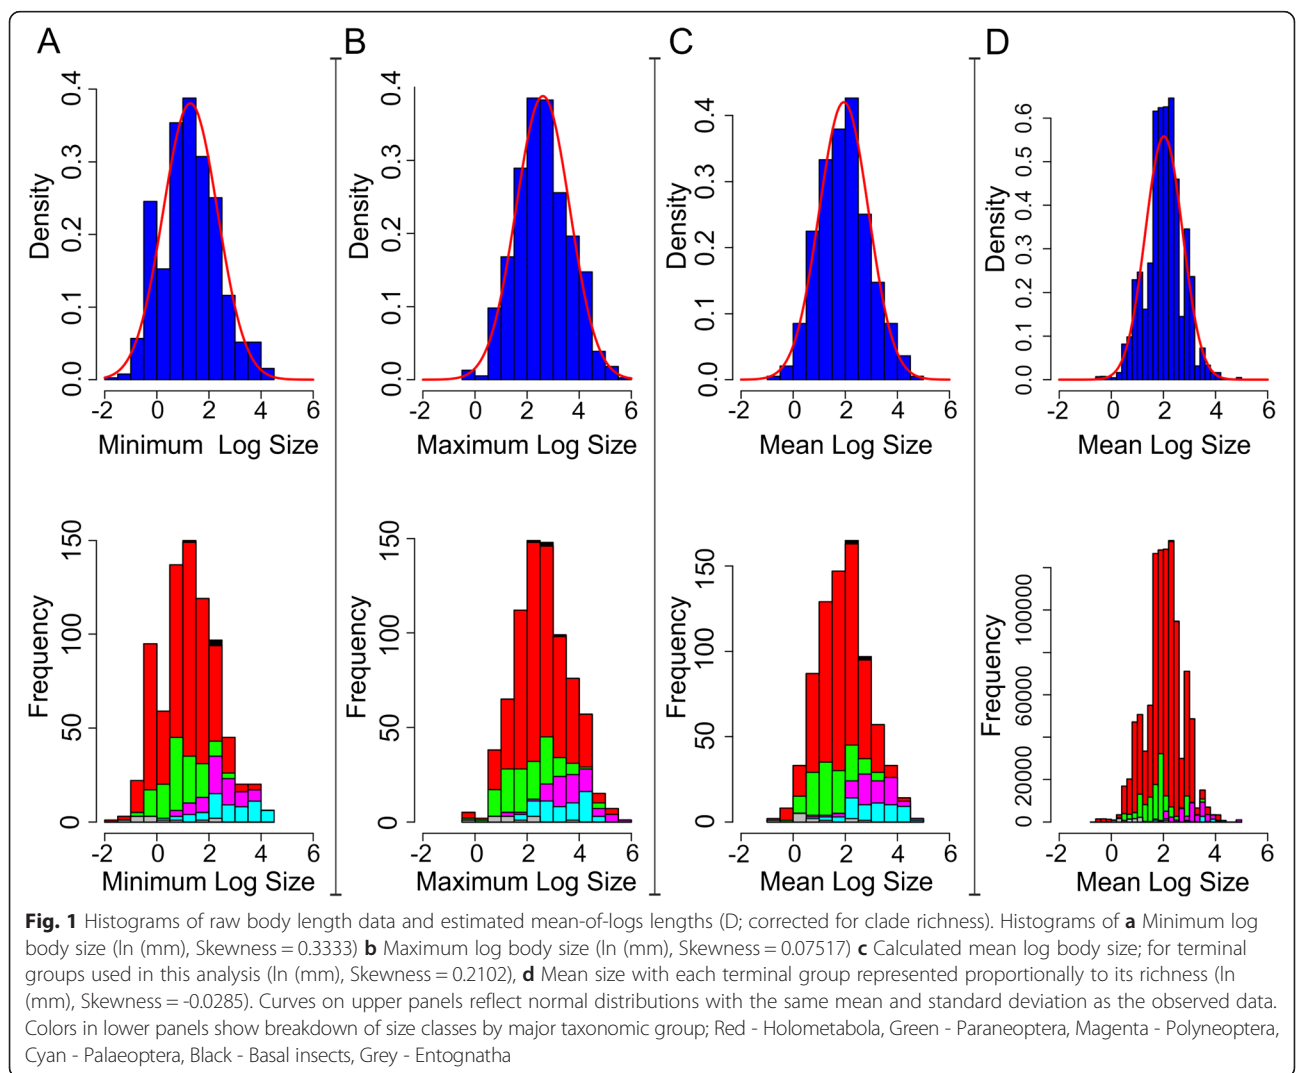 A
B
C
D
Density
0.0 0.1 0.2 0.3 0.4
-2 0 2 4 6
Minimum Log Size
Density
0.0 0.1 0.2 0.3 0.4
-2 0 2 4 6
Maximum Log Size
Density
0.0 0.1 0.2 0.3 0.4
-2 0 2 4 6
Mean Log Size
Density
0.0 0.1 0.2 0.3 0.4 0.5 0.6
-2 0 2 4 6
Mean Log Size
Frequency
0 50 100 150
-2 0 2 4 6
Minimum Log Size
Frequency
0 50 100 150
-2 0 2 4 6
Maximum Log Size
Frequency
0 50 100 150
-2 0 2 4 6
Mean Log Size
Frequency
0 20000 60000 100000
-2 0 2 4 6
Mean Log Size
Fig. 1 Histograms of raw body length data and estimated mean-of-logs lengths (D; corrected for clade richness). Histograms of a Minimum log
body size (ln (mm), Skewness = 0.3333) b Maximum log body size (ln (mm), Skewness = 0.07517) c Calculated mean log body size; for terminal
groups used in this analysis (ln (mm), Skewness = 0.2102), d Mean size with each terminal group represented proportionally to its richness (ln
(mm), Skewness = -0.0285). Curves on upper panels reflect normal distributions with the same mean and standard deviation as the observed data.
Colors in lower panels show breakdown of size classes by major taxonomic group; Red - Holometabola, Green - Paraneoptera, Magenta - Polyneoptera,
Cyan - Palaeoptera, Black - Basal insects, Grey - Entognatha